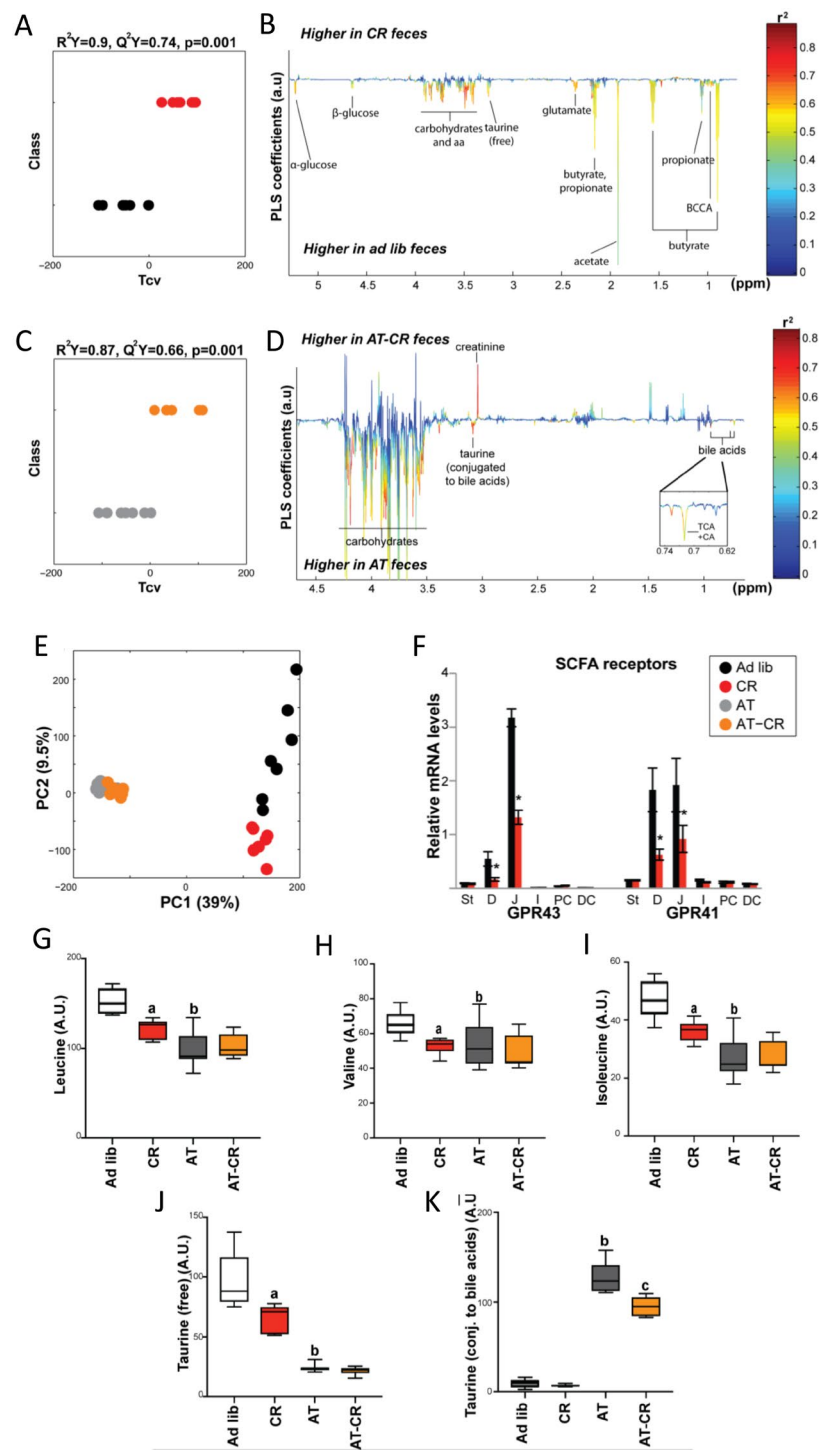 A
R²Y=0.9, Q²Y=0.74, p=0.001
Class
−200
0
200
Tcv
B
Higher in CR feces
PLS coefficients (a.u)
α-glucose
β-glucose
carbohydrates
and aa
taurine
(free)
glutamate
butyrate,
propionate
acetate
propionate
BCCA
butyrate
Higher in ad lib feces
5
4.5
4
3.5
3
2.5
2
1.5
1
(ppm)
r²
0.8
0.7
0.6
0.5
0.4
0.3
0.2
0.1
0
C
R²Y=0.87, Q²Y=0.66, p=0.001
Class
−200
0
200
Tcv
D
Higher in AT-CR feces
PLS coefficients (a.u)
creatinine
taurine
(conjugated
to bile acids)
bile acids
TCA
+CA
0.74
0.7
0.62
carbohydrates
Higher in AT feces
4.5
4
3.5
3
2.5
2
1.5
1
(ppm)
r²
0.8
0.7
0.6
0.5
0.4
0.3
0.2
0.1
0
E
PC2 (9.5%)
200
100
0
−100
−200
0
200
PC1 (39%)
F
SCFA receptors
Relative mRNA levels
4
3
2
1
* * * *
St D J I PC DC St D J I PC DC
GPR43 GPR41
Ad lib
CR
AT
AT−CR
G
Leucine (A.U.)
200
100
0
a b
Ad lib CR AT AT-CR
H
Valine (A.U.)
100
80
60
40
20
0
a b
Ad lib CR AT AT-CR
I
Isoleucine (A.U.)
60
40
20
0
a b
Ad lib CR AT AT-CR
J
Taurine (free) (A.U.)
150
100
50
0
a b
Ad lib CR AT AT-CR
K
Taurine (conj. to bile acids) (A.U
200
100
0
b c
Ad lib CR AT AT-CR